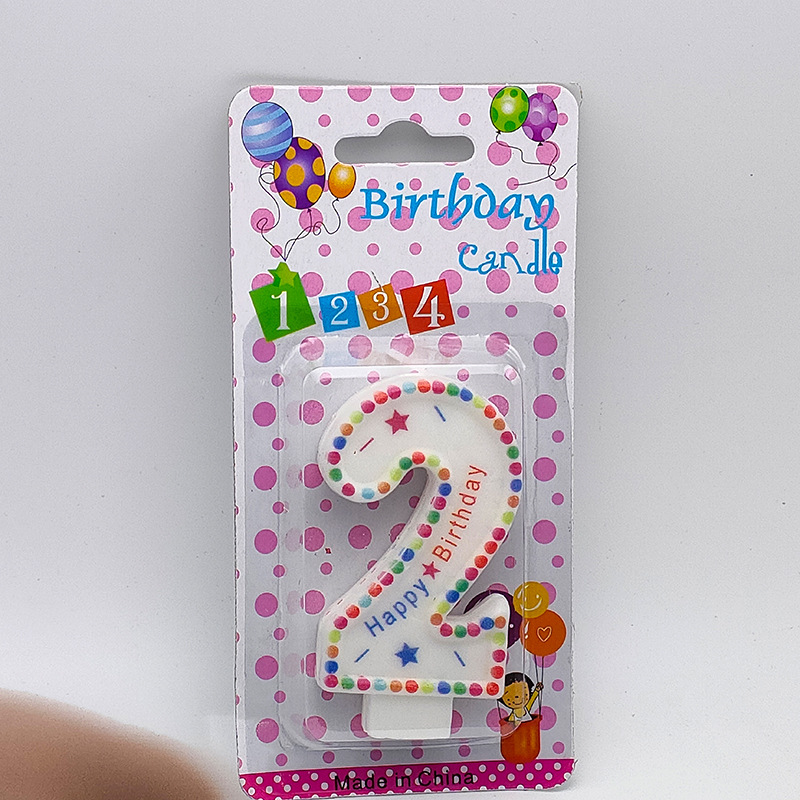 Birthday
candle
1 2 3 4
Happy★Birthday
Made in China